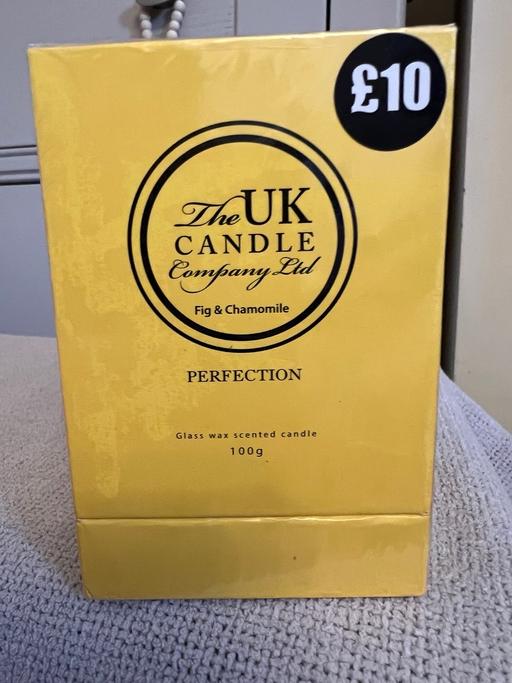 £10
The UK
CANDLE
Company Ltd
Fig & Chamomile
PERFECTION
Glass wax scented candle
100g